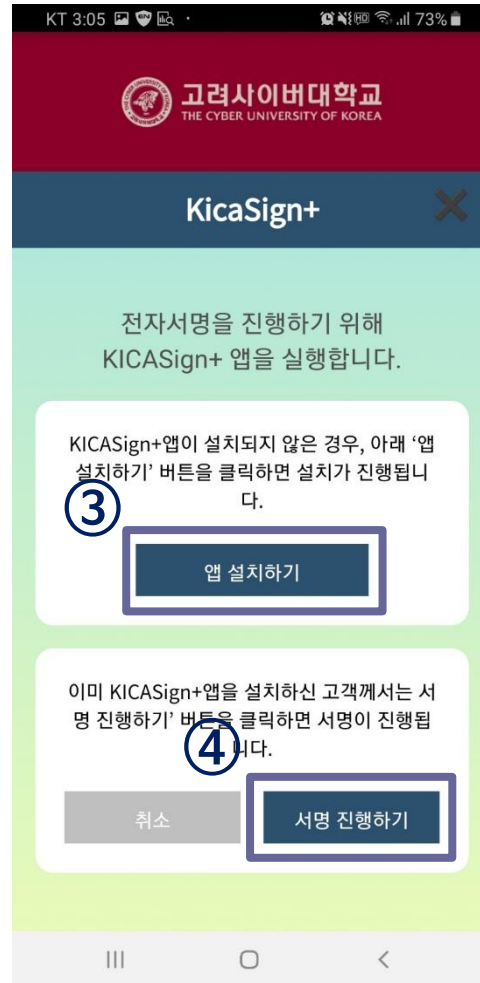 KT 3:05 73%
고려사이버대학교
THE CYBER UNIVERSITY OF KOREA
KicaSign+
전자서명을 진행하기 위해
KICASign+ 앱을 실행합니다.
KICASign+앱이 설치되지 않은 경우, 아래 ‘앱
설치하기’ 버튼을 클릭하면 설치가 진행됩니
다.
③
앱 설치하기
이미 KICASign+앱을 설치하신 고객께서는 서
명 진행하기’ 버튼을 클릭하면 서명이 진행됩
니다.
④
취소
서명 진행하기